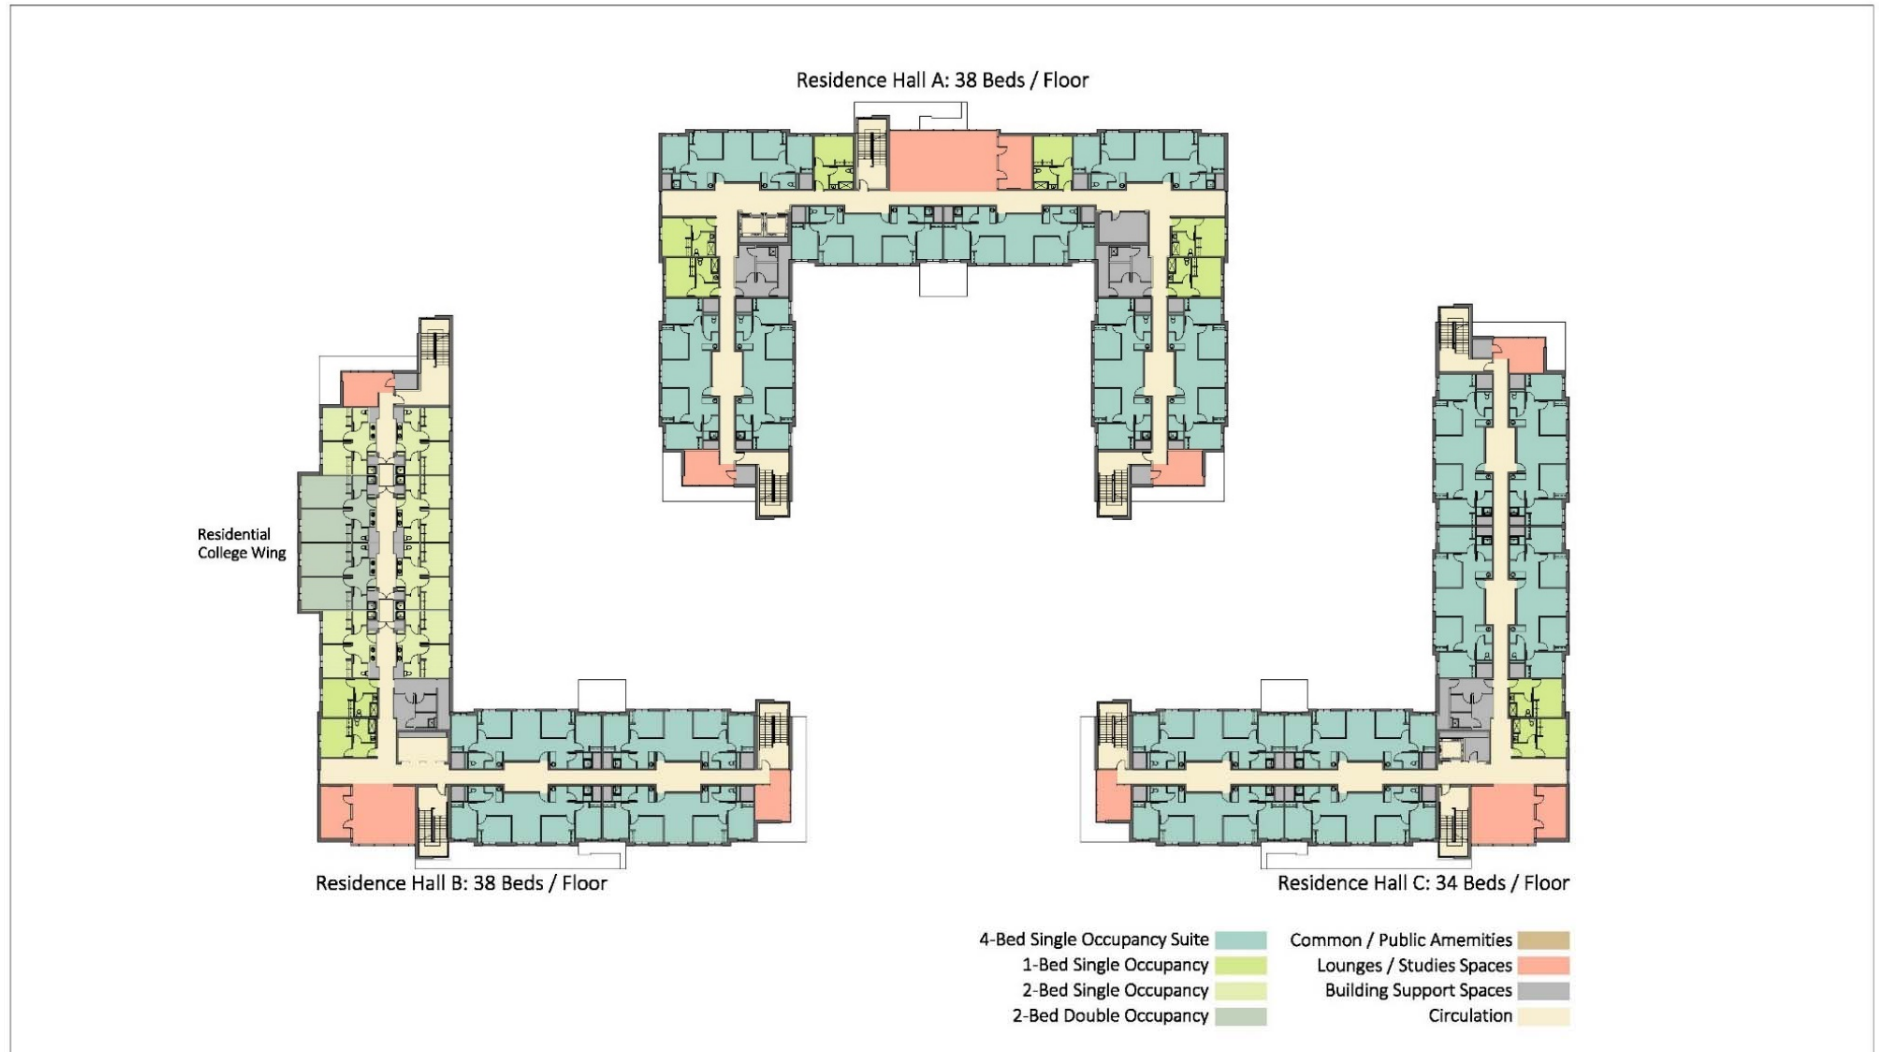 Residence Hall A: 38 Beds / Floor
Residential
College Wing
Residence Hall B: 38 Beds / Floor
Residence Hall C: 34 Beds / Floor
4-Bed Single Occupancy Suite
1-Bed Single Occupancy
2-Bed Single Occupancy
2-Bed Double Occupancy
Common / Public Amemities
Lounges / Studies Spaces
Building Support Spaces
Circulation